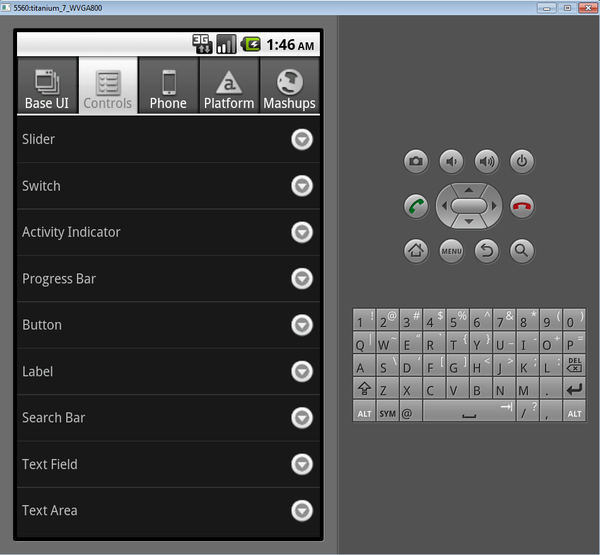 5560:titanium_7_WVGA800
3G 1:46 AM
Base UI Controls Phone Platform Mashups
Slider
Switch
Activity Indicator
Progress Bar
Button
Label
Search Bar
Text Field
Text Area
MENU
1 ! 2 @ 3 # 4 $ 5 % 6 ^ 7 & 8 * 9 ( 0 )
Q | W ~ E " R ` T { Y } U _ I - O + P =
A S \ D ' F [ G ] H < J > K ; L : DEL
Z X C V B N M .
ALT SYM @ / ? , ALT